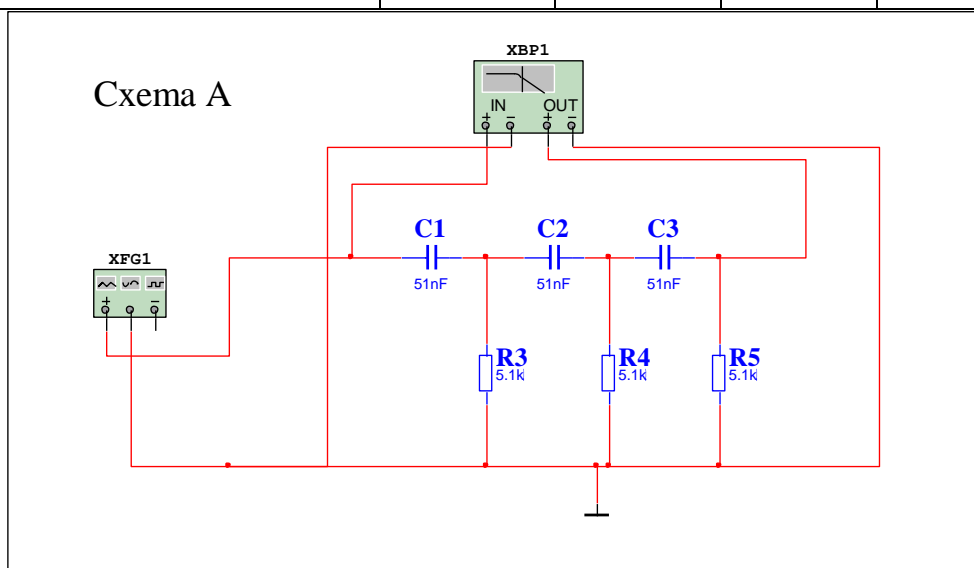 XBP1
Схема А
IN OUT
+ − + −
C1 C2 C3
51nF 51nF 51nF
XFG1
+ −
R3 R4 R5
5.1k 5.1k 5.1k